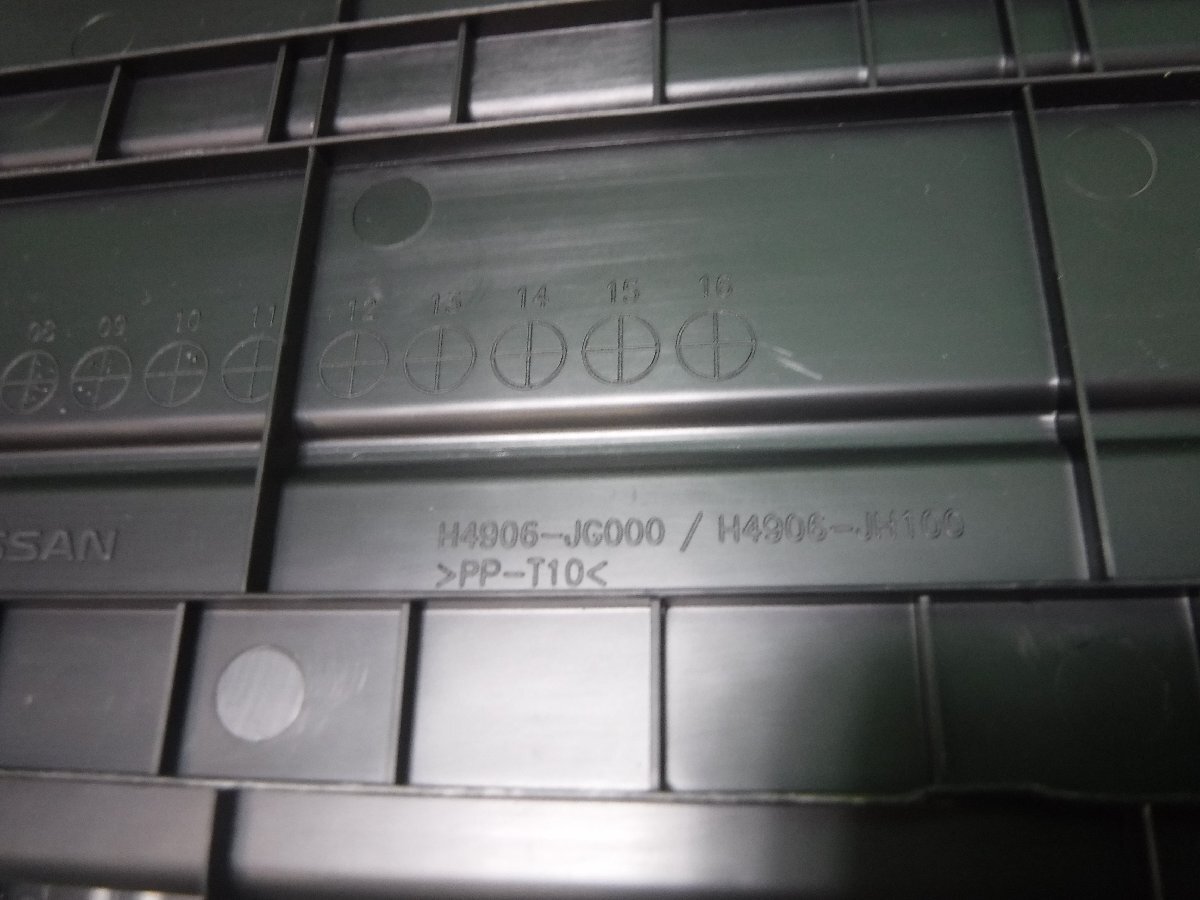 08 09 10 11 12 13 14 15 16
SSAN
H4906-JG000 / H4906-JH100
>PP-T10<